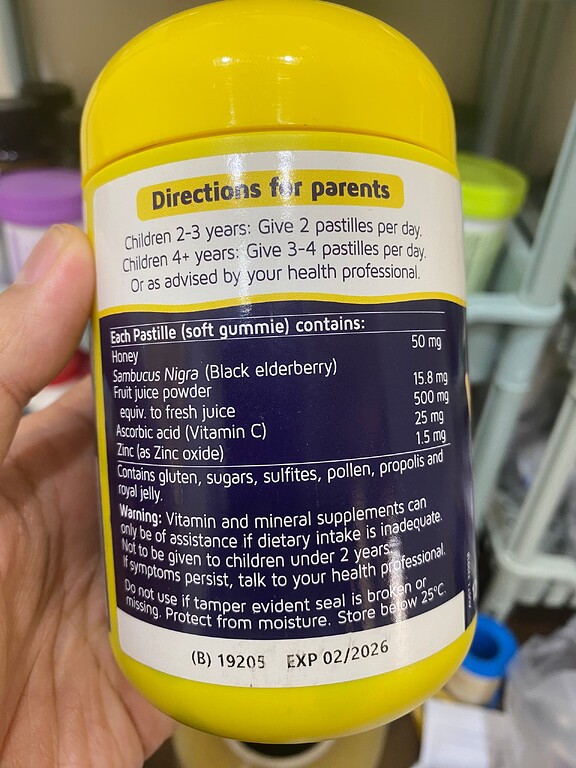 Directions for parents
Children 2-3 years: Give 2 pastilles per day.
Children 4+ years: Give 3-4 pastilles per day.
Or as advised by your health professional.
Each Pastille (soft gummie) contains:
Honey 50 mg
Sambucus Nigra (Black elderberry)
Fruit juice powder 15.8 mg
equiv. to fresh juice 500 mg
Ascorbic acid (Vitamin C) 25 mg
Zinc (as Zinc oxide) 1.5 mg
Contains gluten, sugars, sulfites, pollen, propolis and
royal jelly.
Warning: Vitamin and mineral supplements can
only be of assistance if dietary intake is inadequate.
Not to be given to children under 2 years.
If symptoms persist, talk to your health professional.
Do not use if tamper evident seal is broken or
missing. Protect from moisture. Store below 25°C.
(B) 19205 EXP 02/2026